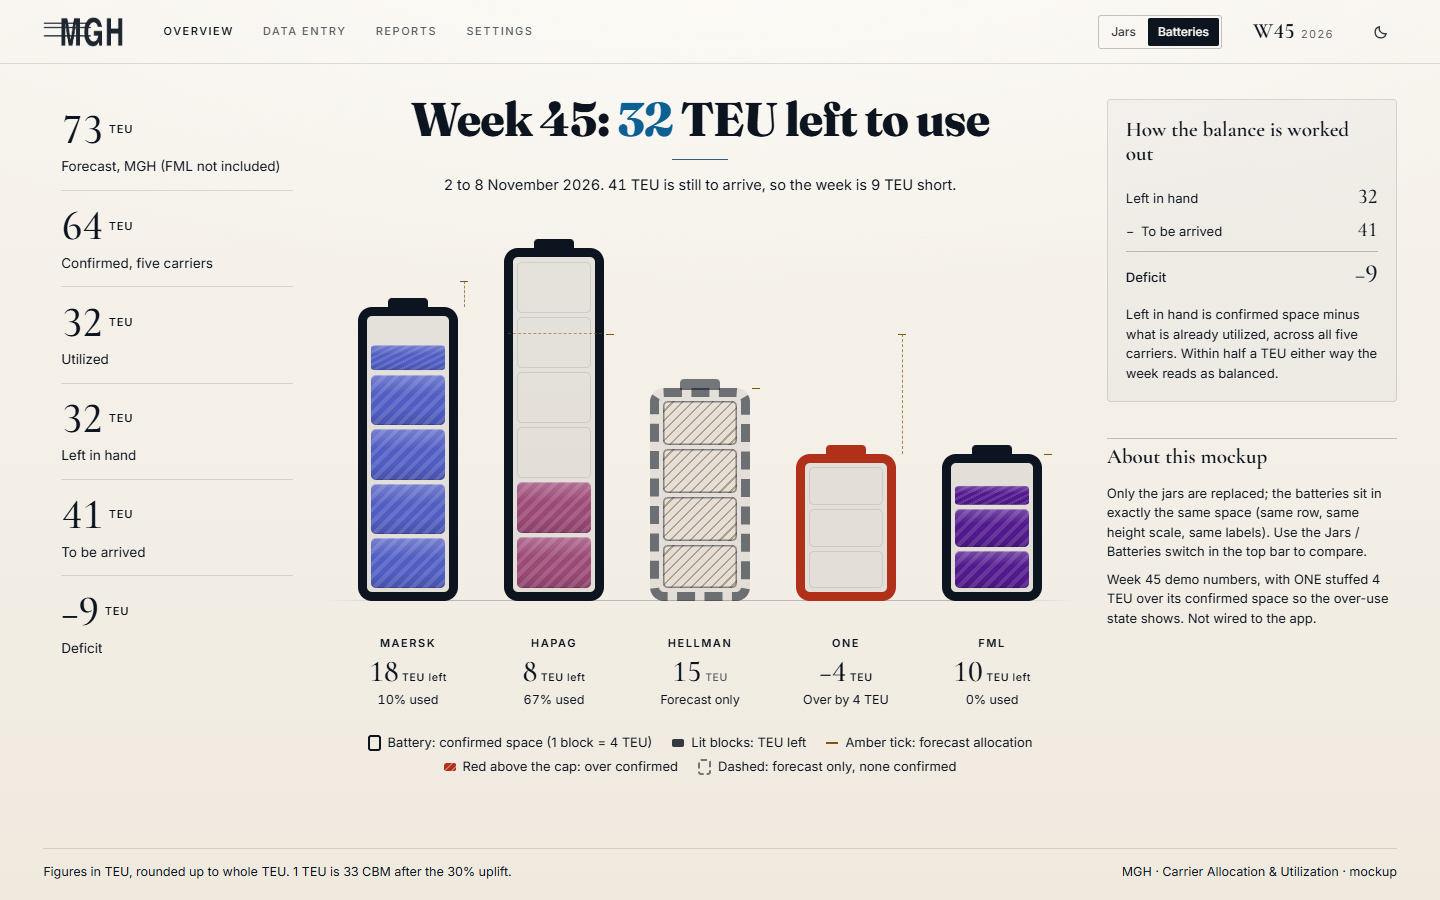 MGH
OVERVIEW DATA ENTRY REPORTS SETTINGS
Jars Batteries
W45 2026
73 TEU
Forecast, MGH (FML not included)
64 TEU
Confirmed, five carriers
32 TEU
Utilized
32 TEU
Left in hand
41 TEU
To be arrived
–9 TEU
Deficit
Week 45: 32 TEU left to use
2 to 8 November 2026. 41 TEU is still to arrive, so the week is 9 TEU short.
MAERSK
18 TEU left
10% used
HAPAG
8 TEU left
67% used
HELLMAN
15 TEU
Forecast only
ONE
–4 TEU
Over by 4 TEU
FML
10 TEU left
0% used
Battery: confirmed space (1 block = 4 TEU) Lit blocks: TEU left Amber tick: forecast allocation
Red above the cap: over confirmed Dashed: forecast only, none confirmed
How the balance is worked
out
Left in hand 32
– To be arrived 41
Deficit –9
Left in hand is confirmed space minus
what is already utilized, across all five
carriers. Within half a TEU either way the
week reads as balanced.
About this mockup
Only the jars are replaced; the batteries sit in
exactly the same space (same row, same
height scale, same labels). Use the Jars /
Batteries switch in the top bar to compare.
Week 45 demo numbers, with ONE stuffed 4
TEU over its confirmed space so the over-use
state shows. Not wired to the app.
Figures in TEU, rounded up to whole TEU. 1 TEU is 33 CBM after the 30% uplift.
MGH · Carrier Allocation & Utilization · mockup